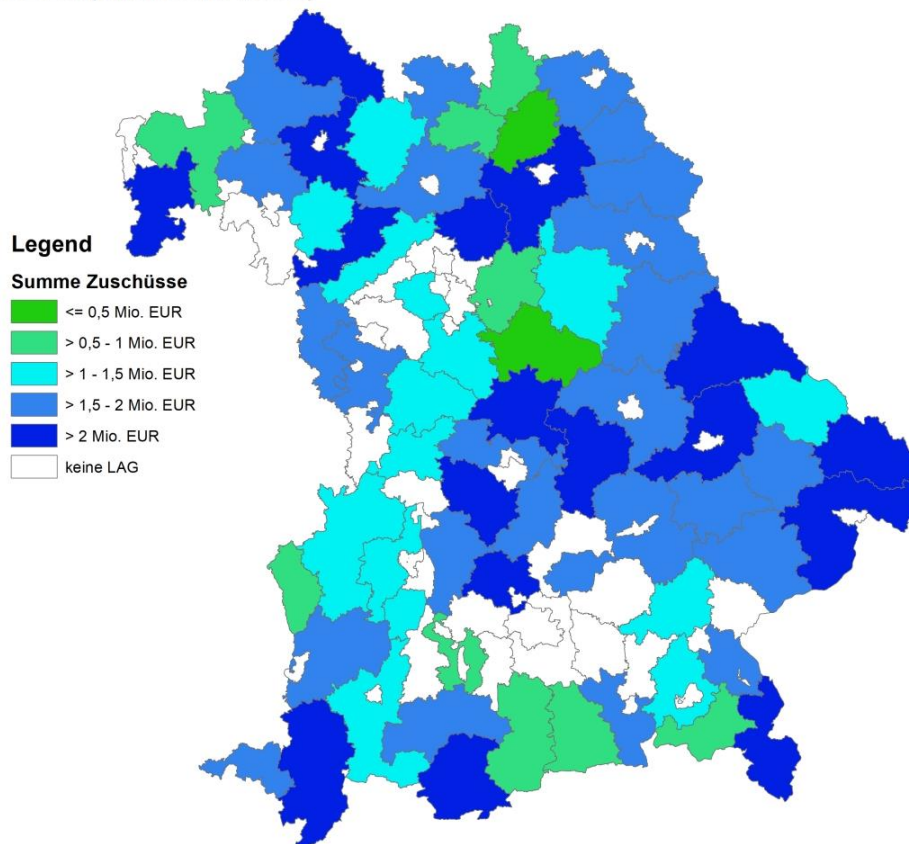 Legend
Summe Zuschüsse
<= 0,5 Mio. EUR
> 0,5 - 1 Mio. EUR
> 1 - 1,5 Mio. EUR
> 1,5 - 2 Mio. EUR
> 2 Mio. EUR
keine LAG